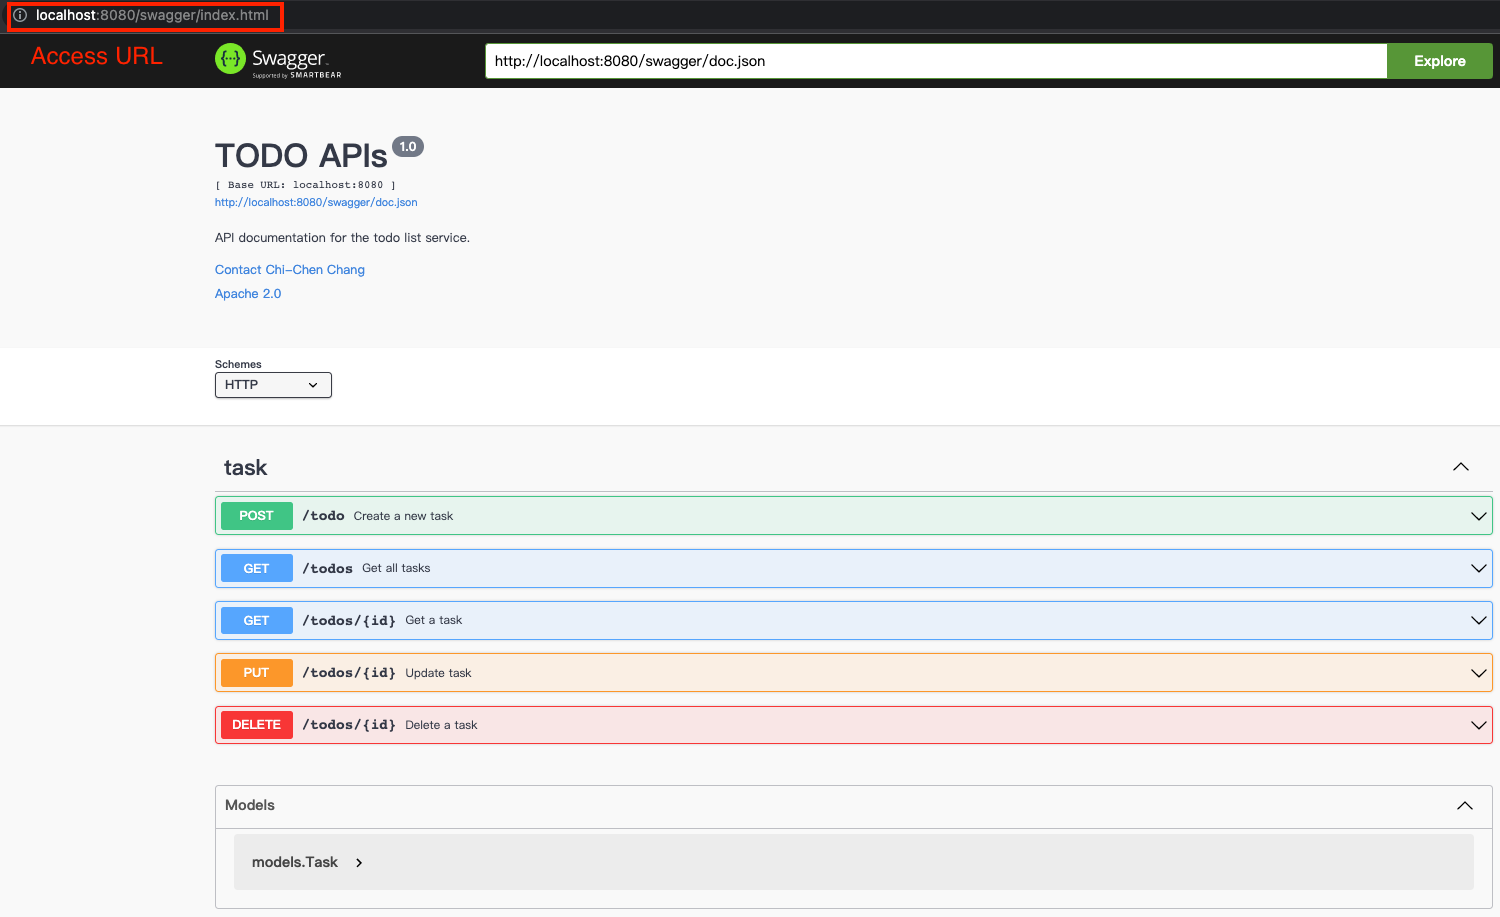 localhost:8080/swagger/index.html
Access URL
Swagger
Supported by SMARTBEAR
http://localhost:8080/swagger/doc.json
Explore
TODO APIs 1.0
[ Base URL: localhost:8080 ]
http://localhost:8080/swagger/doc.json
API documentation for the todo list service.
Contact Chi-Chen Chang
Apache 2.0
Schemes
HTTP
task
POST /todo Create a new task
GET /todos Get all tasks
GET /todos/{id} Get a task
PUT /todos/{id} Update task
DELETE /todos/{id} Delete a task
Models
models.Task